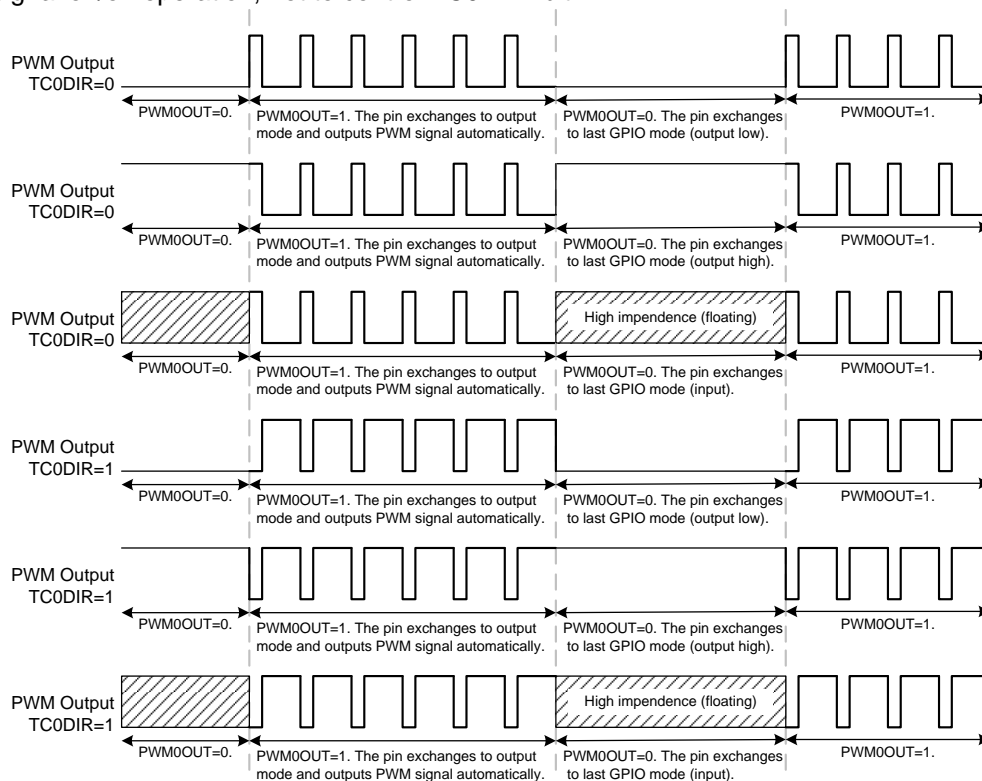 PWM Output
TC0DIR=0
PWM0OUT=0.
PWM0OUT=1. The pin exchanges to output
mode and outputs PWM signal automatically.
PWM0OUT=0. The pin exchanges
to last GPIO mode (output low).
PWM0OUT=1.
PWM Output
TC0DIR=0
PWM0OUT=0.
PWM0OUT=1. The pin exchanges to output
mode and outputs PWM signal automatically.
PWM0OUT=0. The pin exchanges
to last GPIO mode (output high).
PWM0OUT=1.
PWM Output
TC0DIR=0
High impendence (floating)
PWM0OUT=0.
PWM0OUT=1. The pin exchanges to output
mode and outputs PWM signal automatically.
PWM0OUT=0. The pin exchanges
to last GPIO mode (input).
PWM0OUT=1.
PWM Output
TC0DIR=1
PWM0OUT=0.
PWM0OUT=1. The pin exchanges to output
mode and outputs PWM signal automatically.
PWM0OUT=0. The pin exchanges
to last GPIO mode (output low).
PWM0OUT=1.
PWM Output
TC0DIR=1
PWM0OUT=0.
PWM0OUT=1. The pin exchanges to output
mode and outputs PWM signal automatically.
PWM0OUT=0. The pin exchanges
to last GPIO mode (output high).
PWM0OUT=1.
PWM Output
TC0DIR=1
High impendence (floating)
PWM0OUT=0.
PWM0OUT=1. The pin exchanges to output
mode and outputs PWM signal automatically.
PWM0OUT=0. The pin exchanges
to last GPIO mode (input).
PWM0OUT=1.